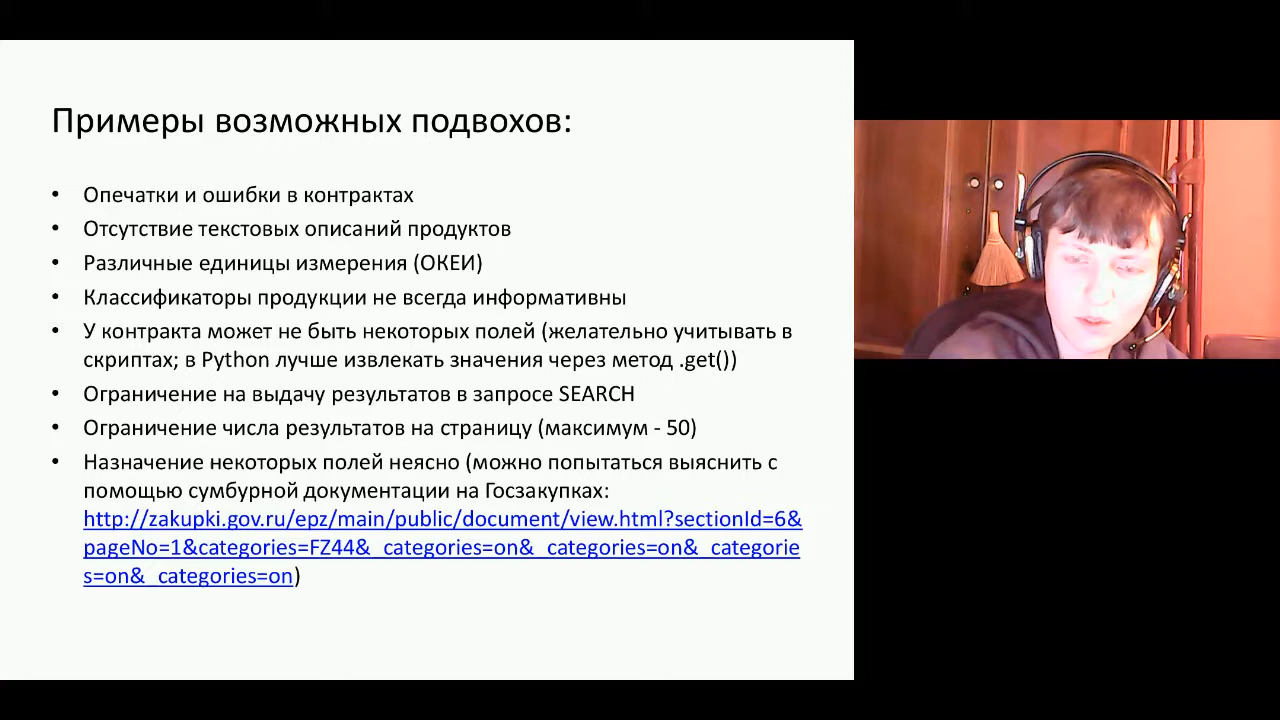 Примеры возможных подвохов:
• Опечатки и ошибки в контрактах
• Отсутствие текстовых описаний продуктов
• Различные единицы измерения (ОКЕИ)
• Классификаторы продукции не всегда информативны
• У контракта может не быть некоторых полей (желательно учитывать в
скриптах; в Python лучше извлекать значения через метод .get())
• Ограничение на выдачу результатов в запросе SEARCH
• Ограничение числа результатов на страницу (максимум - 50)
• Назначение некоторых полей неясно (можно попытаться выяснить с
помощью сумбурной документации на Госзакупках:
http://zakupki.gov.ru/epz/main/public/document/view.html?sectionId=6&
pageNo=1&categories=FZ44&_categories=on&_categories=on&_categorie
s=on&_categories=on)